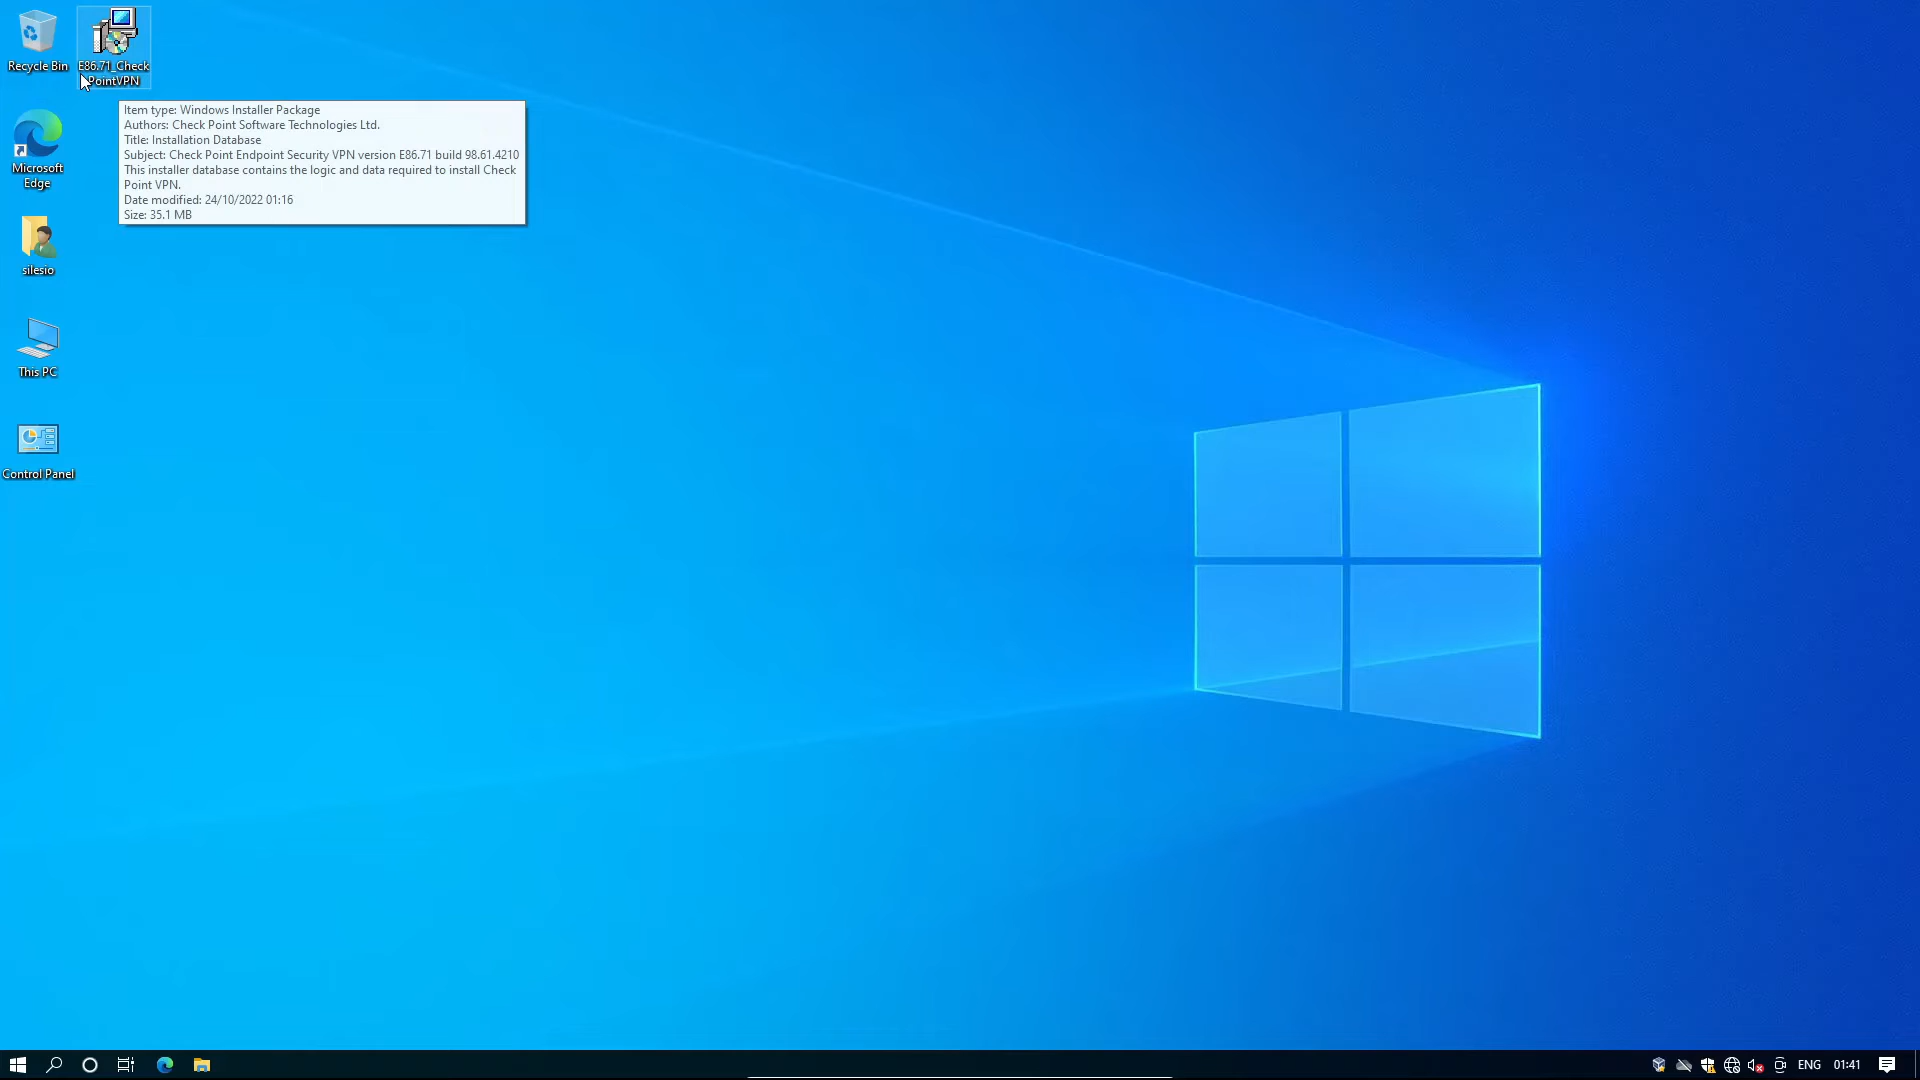 Recycle Bin
E86.71_Check
PointVPN
Item type: Windows Installer Package
Authors: Check Point Software Technologies Ltd.
Title: Installation Database
Subject: Check Point Endpoint Security VPN version E86.71 build 98.61.4210
This installer database contains the logic and data required to install Check
Point VPN.
Date modified: 24/10/2022 01:16
Size: 35.1 MB
Microsoft
Edge
silesio
This PC
Control Panel
ENG
01:41